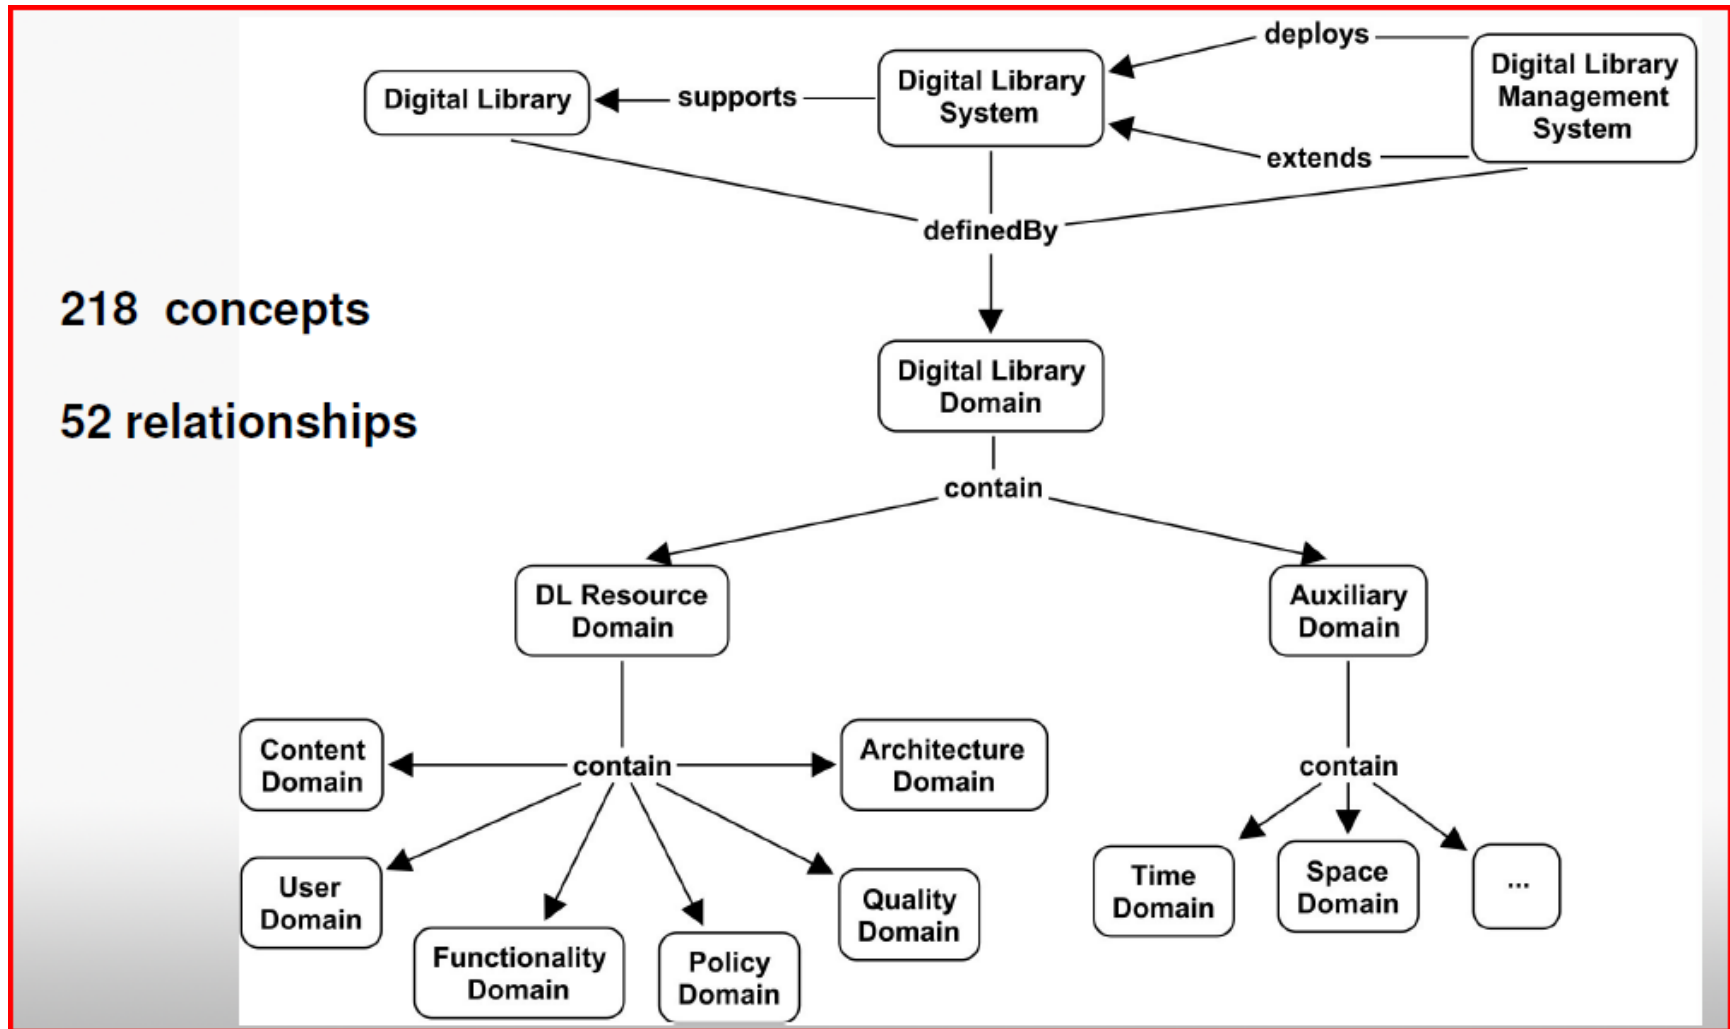 deploys
Digital Library
Management
System
Digital Library
System
Digital Library
supports
extends
definedBy
218 concepts
Digital Library
Domain
52 relationships
contain
DL Resource
Domain
Auxiliary
Domain
Content
Domain
contain
Architecture
Domain
contain
User
Domain
Functionality
Domain
Policy
Domain
Quality
Domain
Time
Domain
Space
Domain
...